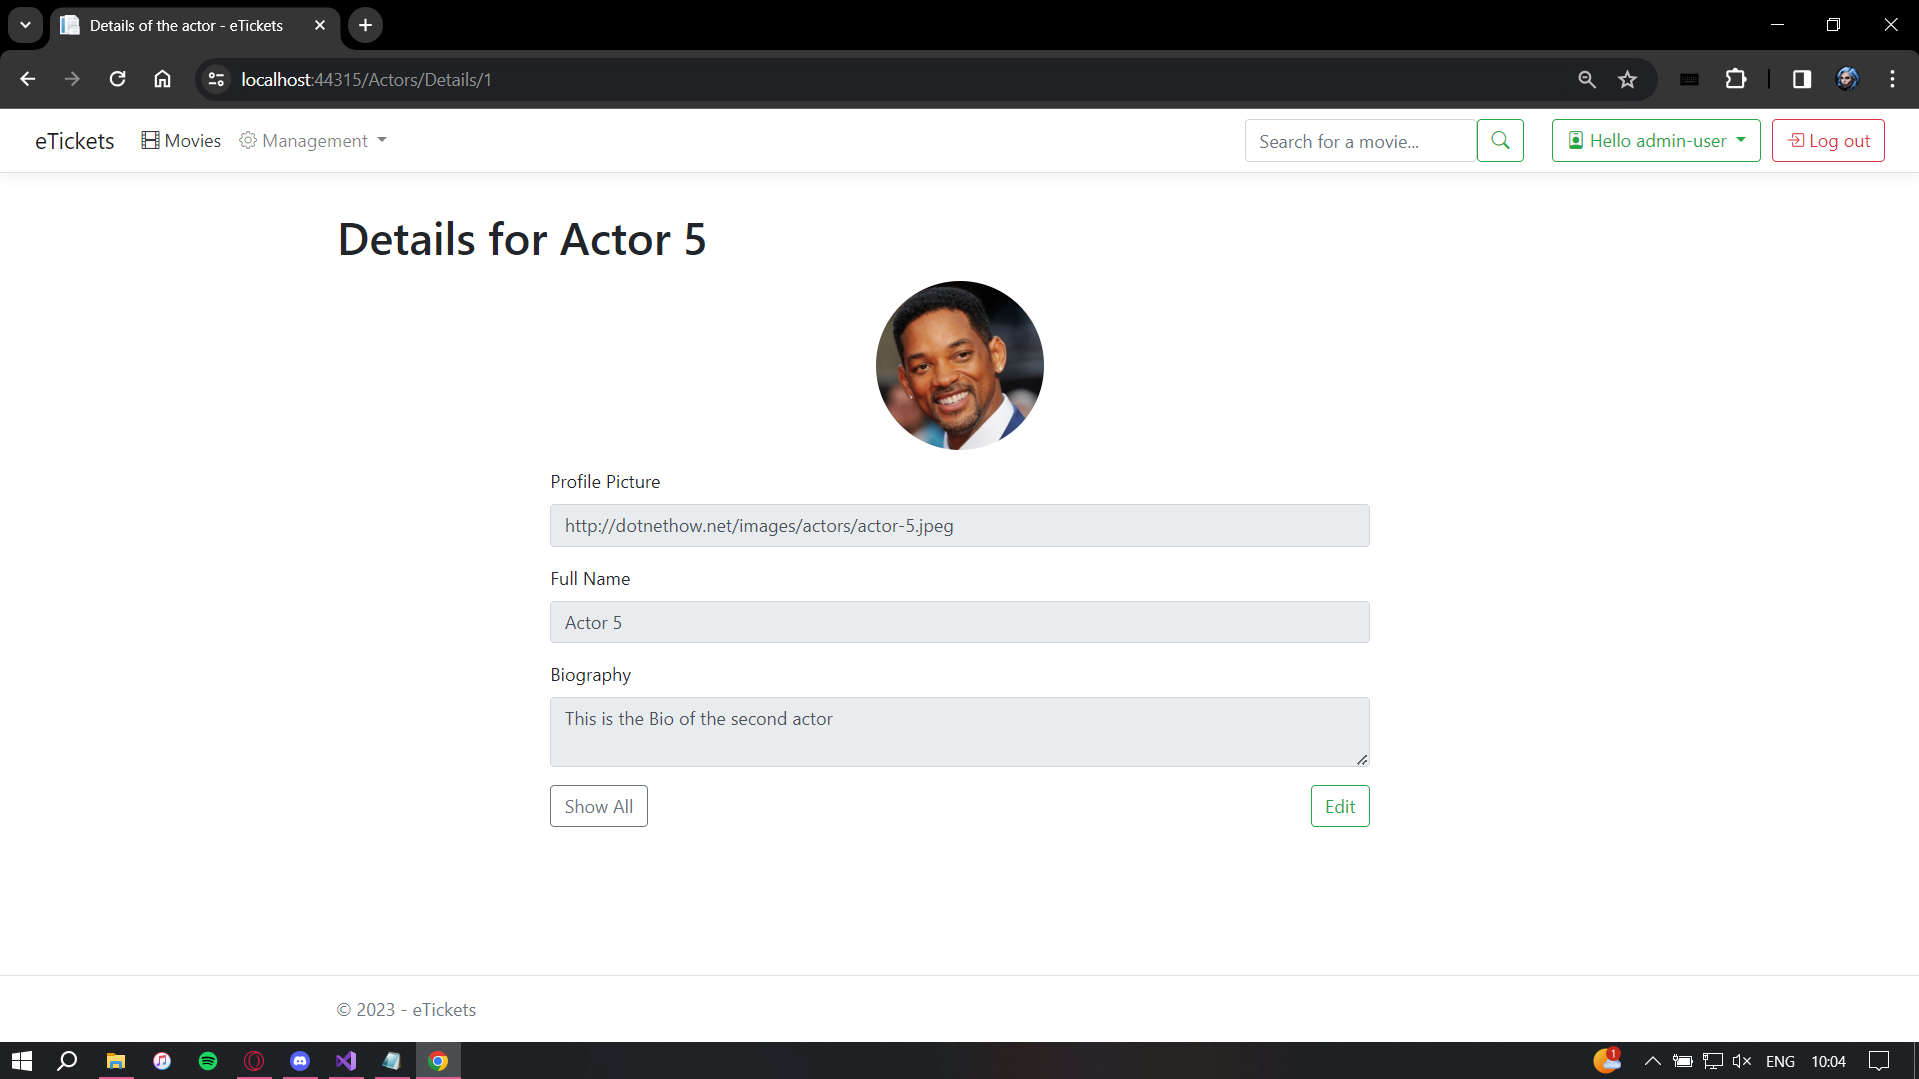 Details of the actor - eTickets
localhost:44315/Actors/Details/1
eTickets Movies Management Search for a movie... Hello admin-user Log out
Details for Actor 5
Profile Picture
http://dotnethow.net/images/actors/actor-5.jpeg
Full Name
Actor 5
Biography
This is the Bio of the second actor
Show All Edit
© 2023 - eTickets
1 ENG 10:04